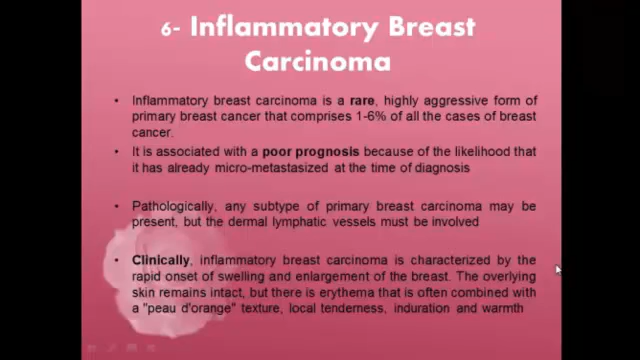 6- Inflammatory Breast
Carcinoma
• Inflammatory breast carcinoma is a rare, highly aggressive form of
primary breast cancer that comprises 1-6% of all the cases of breast
cancer.
• It is associated with a poor prognosis because of the likelihood that
it has already micro-metastasized at the time of diagnosis
• Pathologically, any subtype of primary breast carcinoma may be
present, but the dermal lymphatic vessels must be involved
• Clinically, inflammatory breast carcinoma is characterized by the
rapid onset of swelling and enlargement of the breast. The overlying
skin remains intact, but there is erythema that is often combined with
a "peau d'orange" texture, local tenderness, induration and warmth